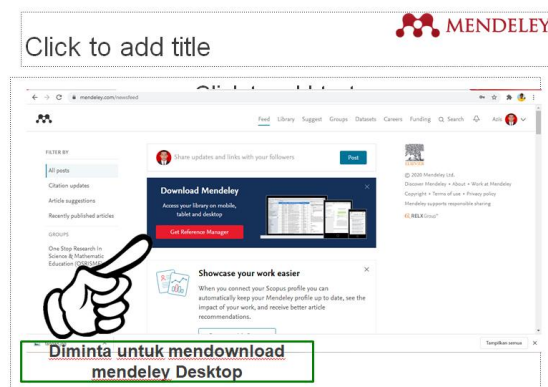 MENDELEY
Click to add title
mendeley.com/newsfeed
Feed Library Suggest Groups Datasets Careers Funding Search Azis
FILTER BY
All posts
Citation updates
Article suggestions
Recently published articles
GROUPS
One Stop Research In
Science & Mathematic
Share updates and links with your followers
Post
Download Mendeley
Access your library on mobile,
tablet and desktop
Get Reference Manager
Showcase your work easier
When you connect your Scopus profile you can
automatically keep your Mendeley profile up to date, see the
impact of your work, and receive better article
recommendations.
ELSEVIER
© 2020 Mendeley Ltd.
Discover Mendeley • About • Work at Mendeley
Copyright • Terms of use • Privacy policy
Mendeley supports responsible sharing
RELX Group™
Tampilkan semua
Diminta untuk mendownload
mendeley Desktop